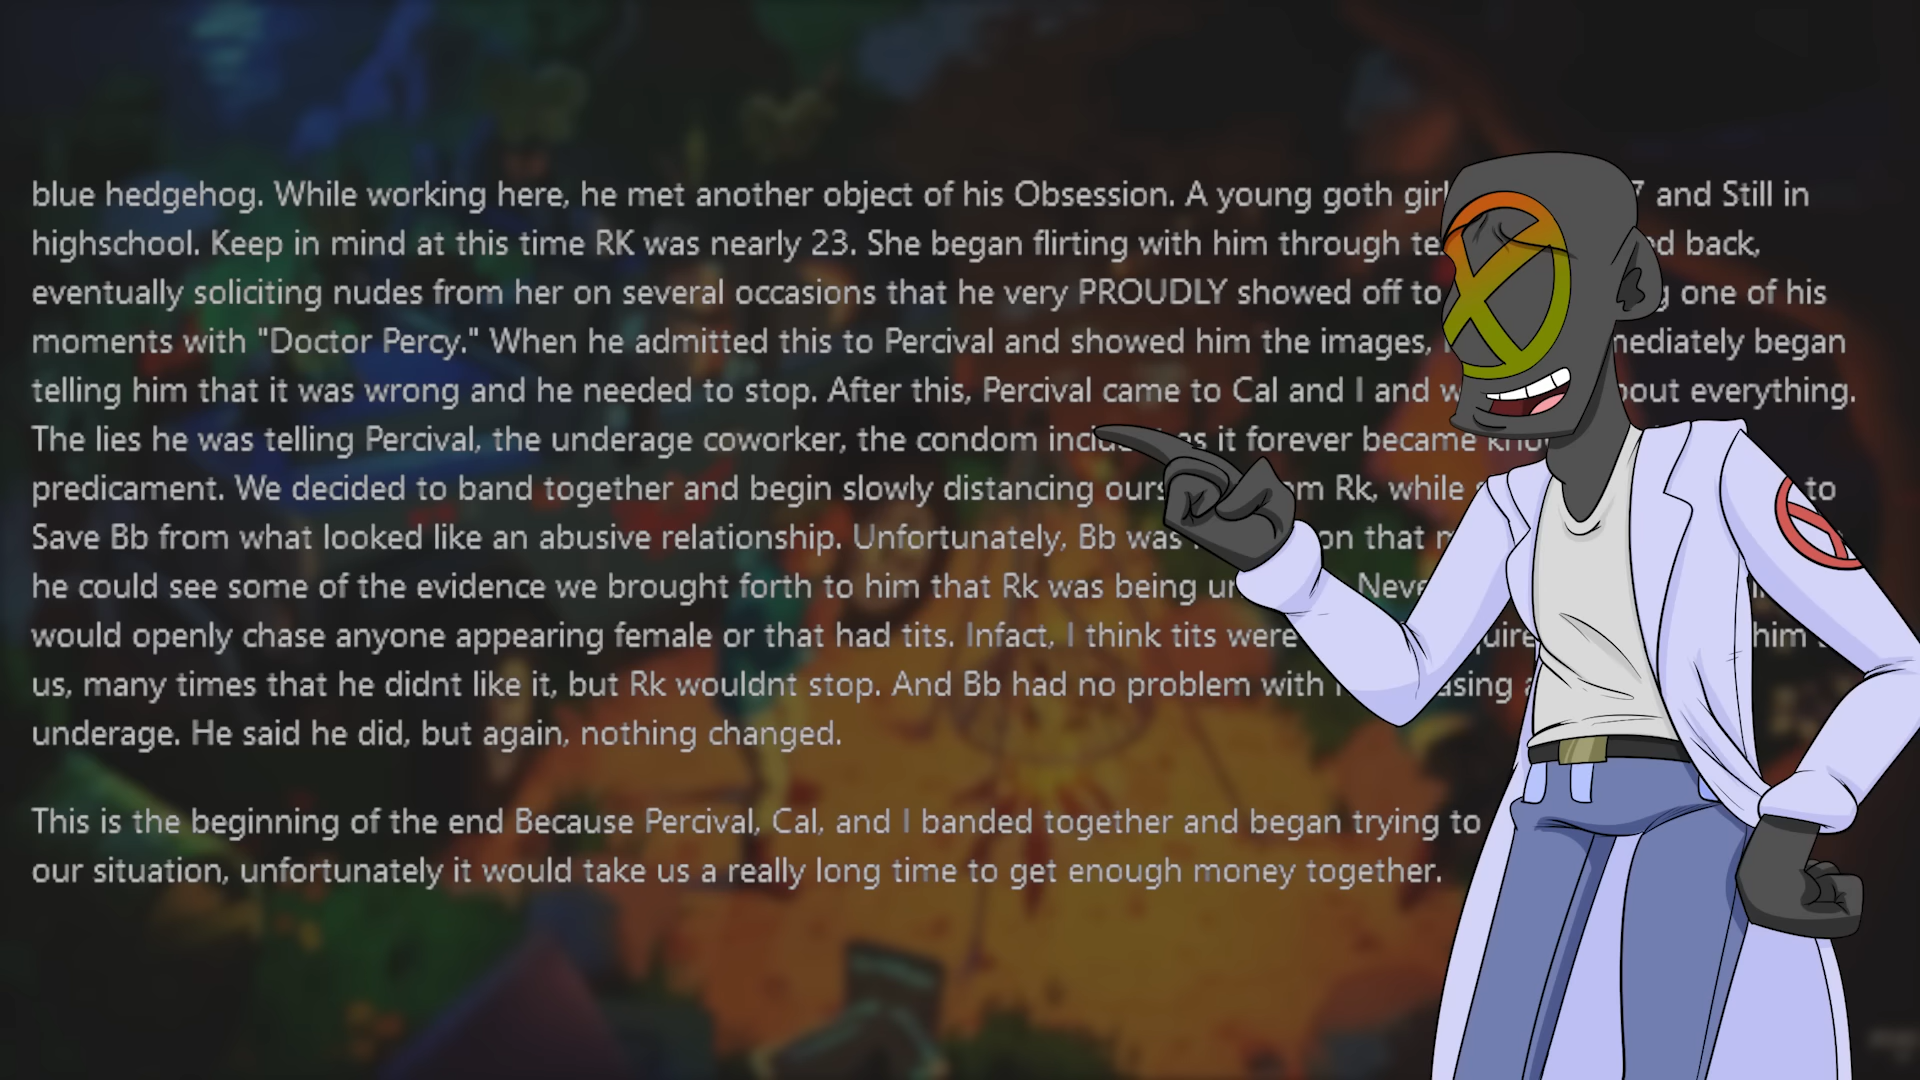 blue hedgehog. While working here, he met another object of his Obsession. A young goth girl 7 and Still in
highschool. Keep in mind at this time RK was nearly 23. She began flirting with him through ed back,
eventually soliciting nudes from her on several occasions that he very PROUDLY showed off to one of his
moments with "Doctor Percy." When he admitted this to Percival and showed him the images, mediately began
telling him that it was wrong and he needed to stop. After this, Percival came to Cal and I and bout everything.
The lies he was telling Percival, the underage coworker, the condom as it forever became
predicament. We decided to band together and begin slowly distancing Rk, while to
Save Bb from what looked like an abusive relationship. Unfortunately, Bb was on that
he could see some of the evidence we brought forth to him that Rk was being
would openly chase anyone appearing female or that had tits. Infact, I think tits were him
us, many times that he didnt like it, but Rk wouldnt stop. And Bb had no problem with
underage. He said he did, but again, nothing changed.
This is the beginning of the end Because Percival, Cal, and I banded together and began trying to
our situation, unfortunately it would take us a really long time to get enough money together.